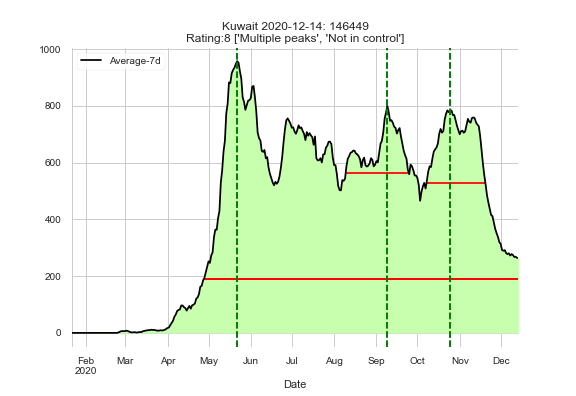 Kuwait 2020-12-14: 146449
Rating:8 ['Multiple peaks', 'Not in control']
1000
Average-7d
800
600
400
200
0
Feb Mar Apr May Jun Jul Aug Sep Oct Nov Dec
2020
Date